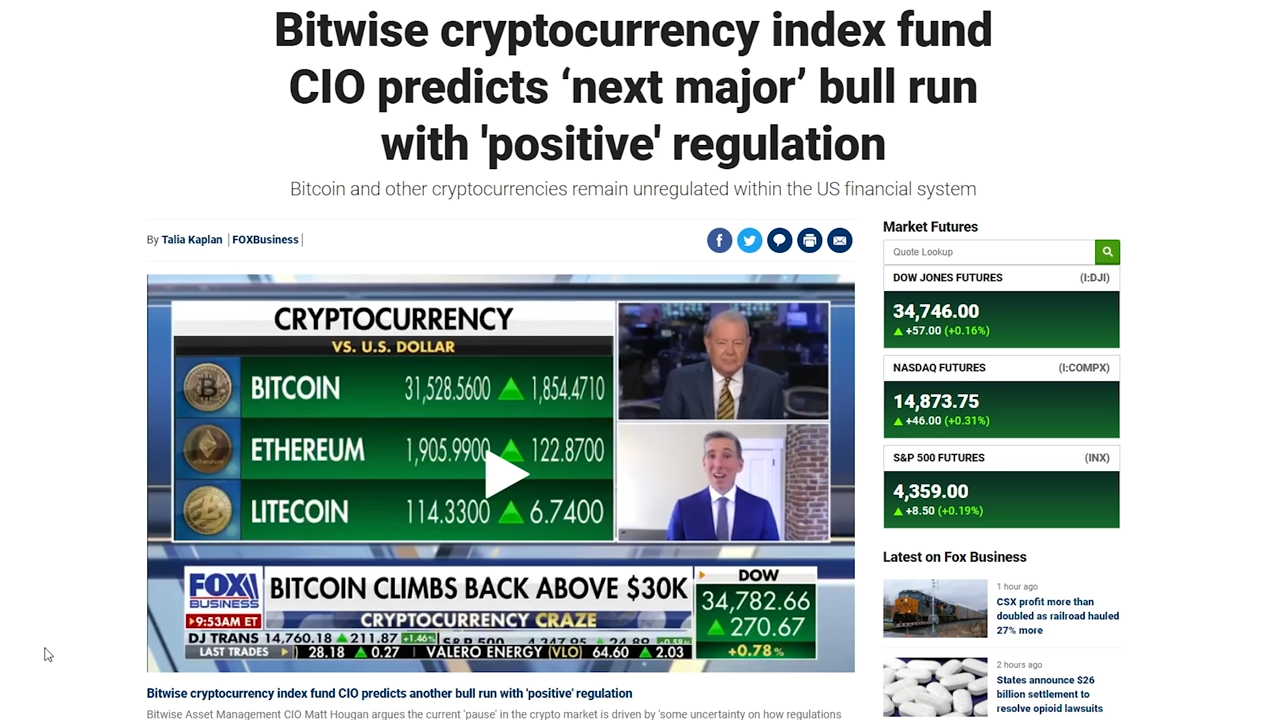 Bitwise cryptocurrency index fund
CIO predicts ‘next major’ bull run
with 'positive' regulation
Bitcoin and other cryptocurrencies remain unregulated within the US financial system
By Talia Kaplan | FOXBusiness |
CRYPTOCURRENCY
VS. U.S. DOLLAR
BITCOIN 31,528.5600 ▲ 1,854.4710
ETHEREUM 1,905.9900 ▲ 122.8700
LITECOIN 114.3300 ▲ 6.7400
FOX
BUSINESS
9:53AM ET
BITCOIN CLIMBS BACK ABOVE $30K
CRYPTOCURRENCY CRAZE
DOW
34,782.66
▲ 270.67
+0.78%
DJ TRANS 14,760.18 ▲ 211.87 +1.46% S&P 500 4,347.95 ▲ 24.89 +0.58%
LAST TRADES 28.18 ▲ 0.27 VALERO ENERGY (VLO) 64.60 ▲ 2.03
Bitwise cryptocurrency index fund CIO predicts another bull run with 'positive' regulation
Bitwise Asset Management CIO Matt Hougan argues the current 'pause' in the crypto market is driven by 'some uncertainty on how regulations
Market Futures
Quote Lookup
DOW JONES FUTURES (I:DJI)
34,746.00
▲ +57.00 (+0.16%)
NASDAQ FUTURES (I:COMPX)
14,873.75
▲ +46.00 (+0.31%)
S&P 500 FUTURES (INX)
4,359.00
▲ +8.50 (+0.19%)
Latest on Fox Business
1 hour ago
CSX profit more than
doubled as railroad hauled
27% more
2 hours ago
States announce $26
billion settlement to
resolve opioid lawsuits